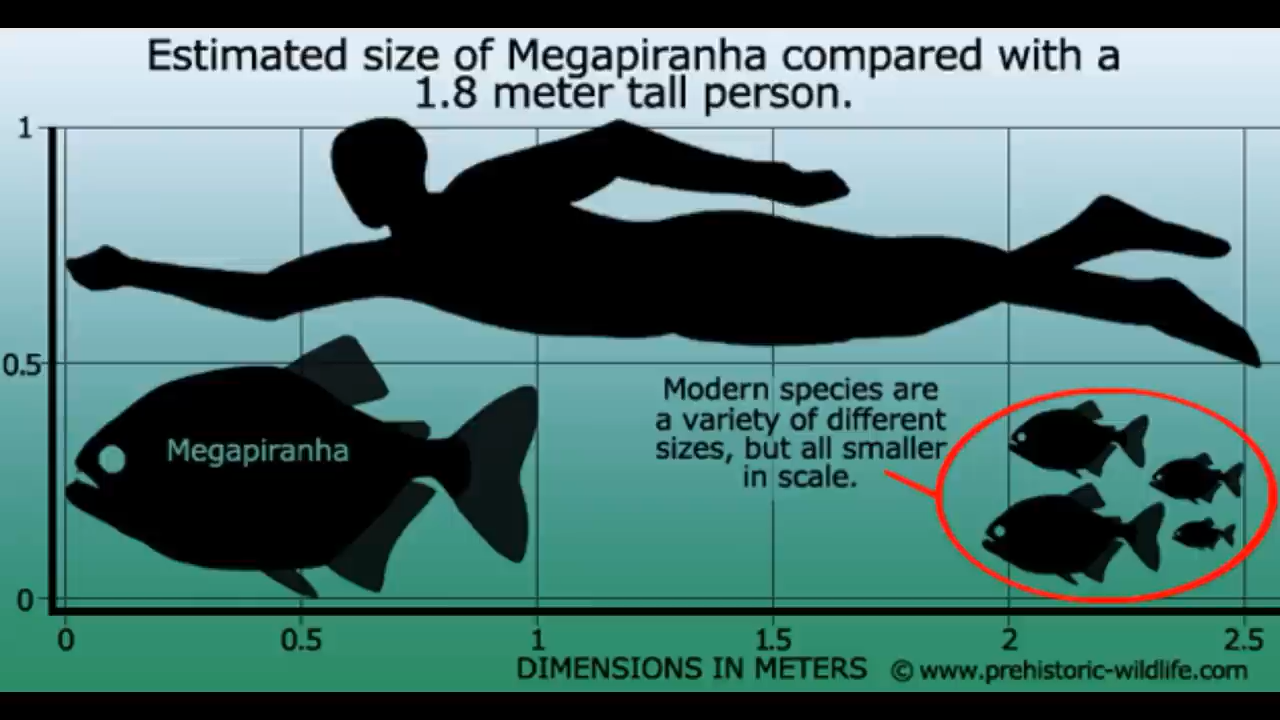 Estimated size of Megapiranha compared with a
1.8 meter tall person.
1
0.5
Modern species are
a variety of different
sizes, but all smaller
in scale.
Megapiranha
0
0 0.5 1 1.5 2 2.5
DIMENSIONS IN METERS © www.prehistoric-wildlife.com